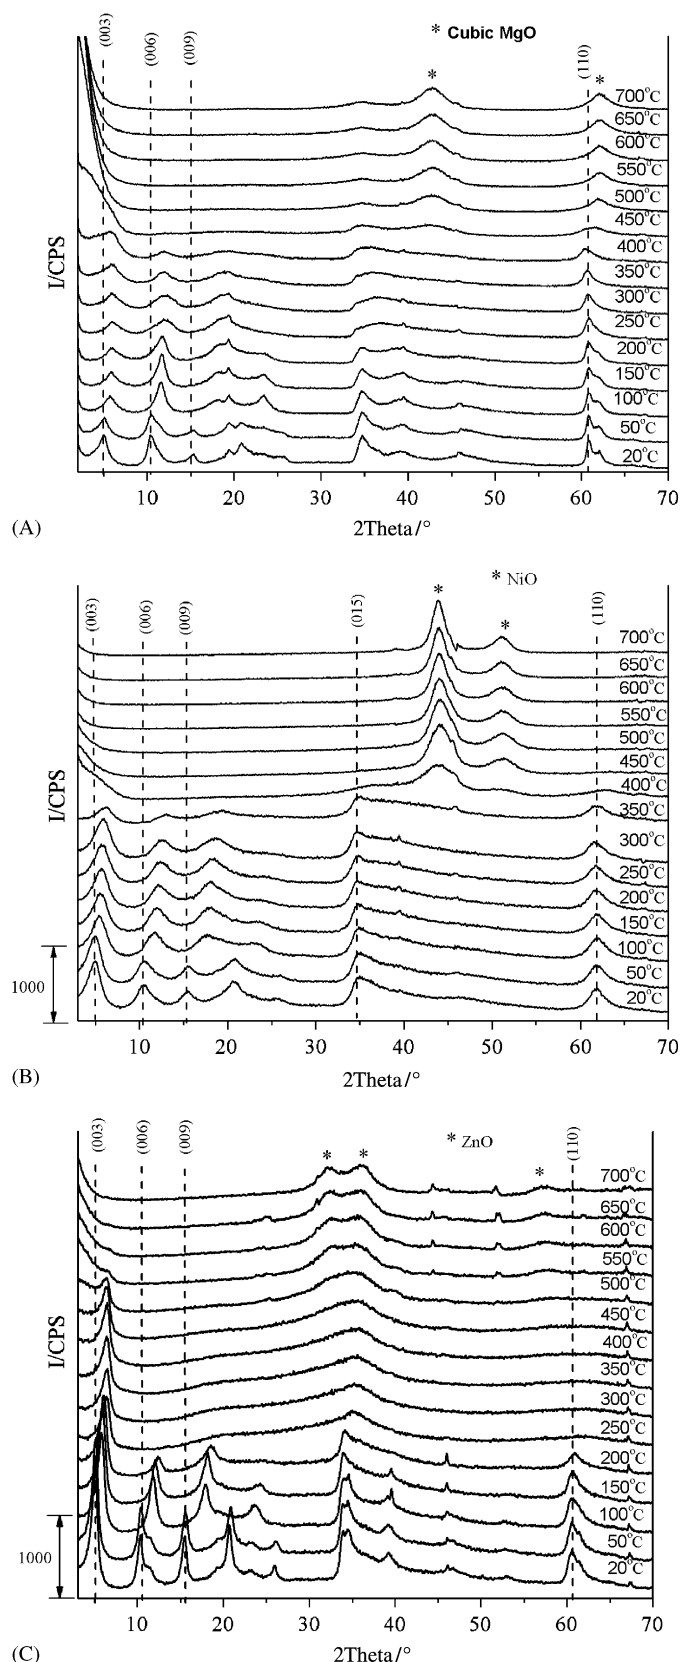 (003)
(006)
(009)
* Cubic MgO
(110)
*
*
700°C
650°C
600°C
550°C
500°C
450°C
400°C
350°C
300°C
250°C
200°C
150°C
100°C
50°C
20°C
I/CPS
10 20 30 40 50 60 70
2Theta/°
(A)
* NiO
(003)
(006)
(009)
(015)
(110)
*
*
700°C
650°C
600°C
550°C
500°C
450°C
400°C
350°C
300°C
250°C
200°C
150°C
100°C
50°C
20°C
I/CPS
1000
10 20 30 40 50 60 70
2Theta/°
(B)
(003)
(006)
(009)
* ZnO
(110)
* * *
700°C
650°C
600°C
550°C
500°C
450°C
400°C
350°C
300°C
250°C
200°C
150°C
100°C
50°C
20°C
I/CPS
1000
10 20 30 40 50 60 70
2Theta/°
(C)